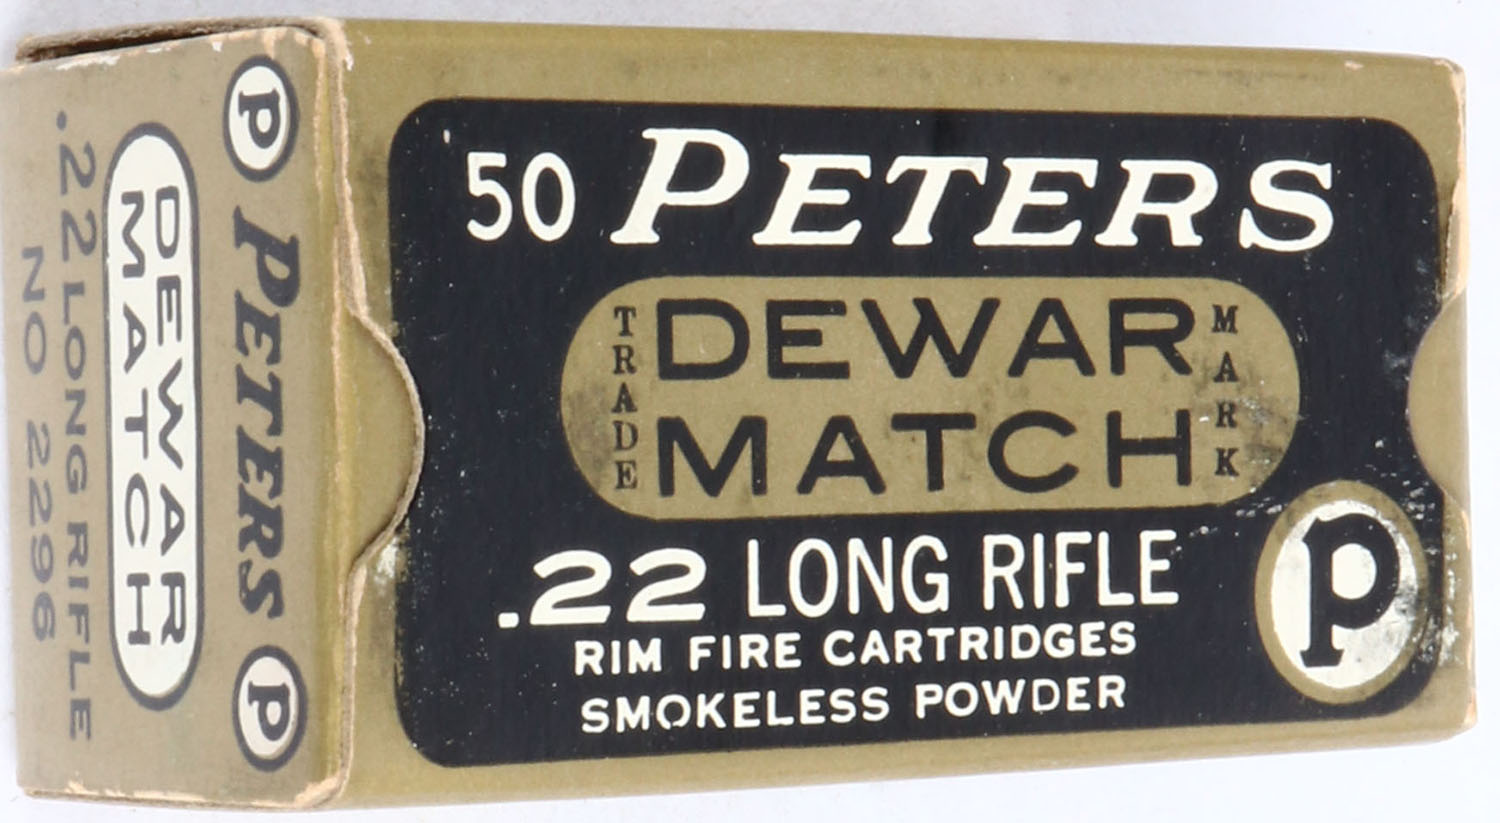 50 PETERS
TRADE DEWAR MARK
MATCH
.22 LONG RIFLE
RIM FIRE CARTRIDGES
SMOKELESS POWDER
P
P PETERS P
DEWAR
MATCH
.22 LONG RIFLE
NO 2296